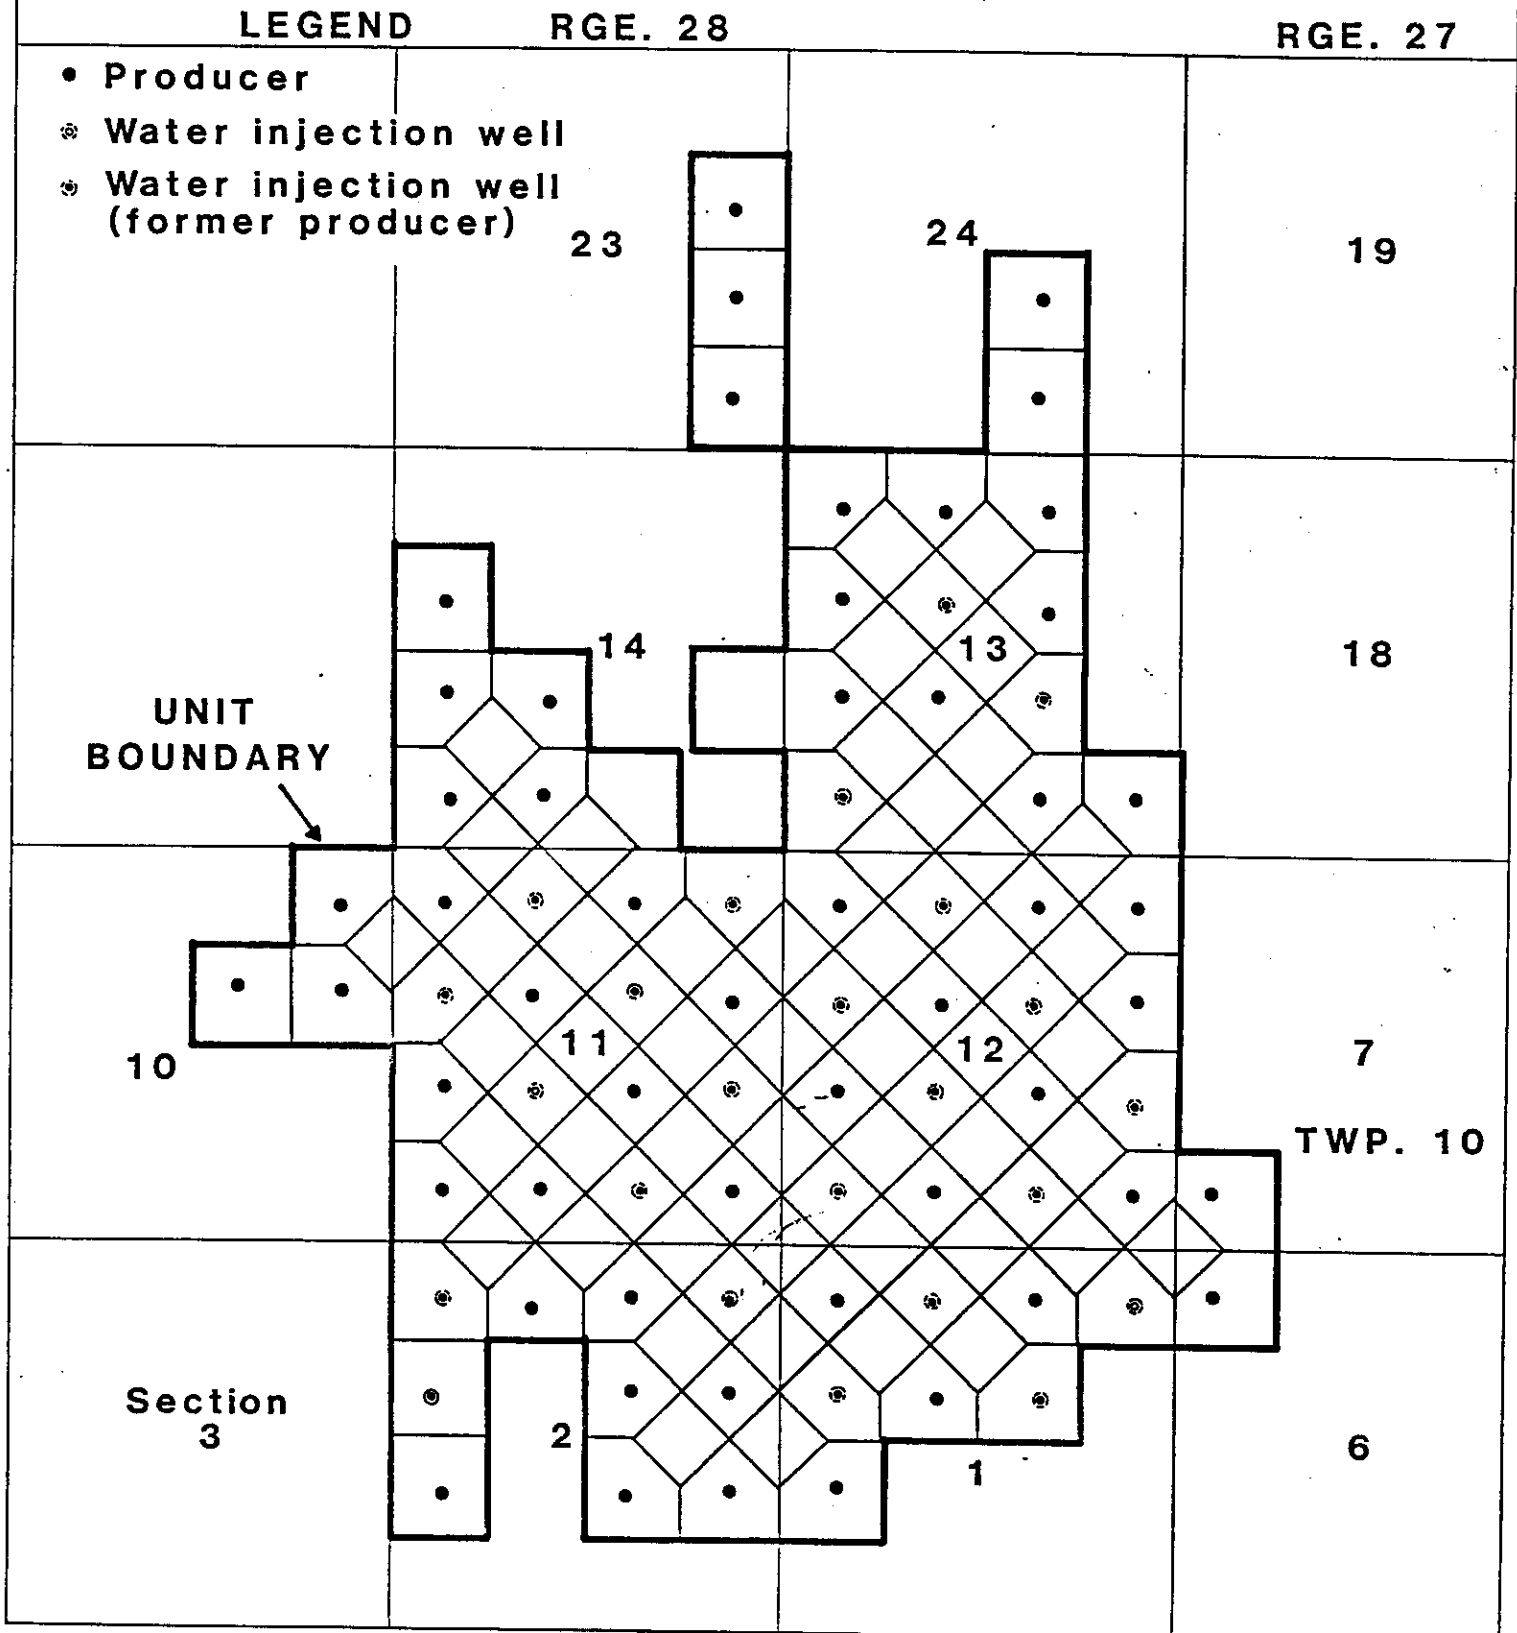 LEGEND
RGE. 28
RGE. 27
Producer
Water injection well
Water injection well
(former producer)
23
24
19
14
13
18
UNIT
BOUNDARY
11
12
10
7
TWP. 10
Section
3
2
1
6